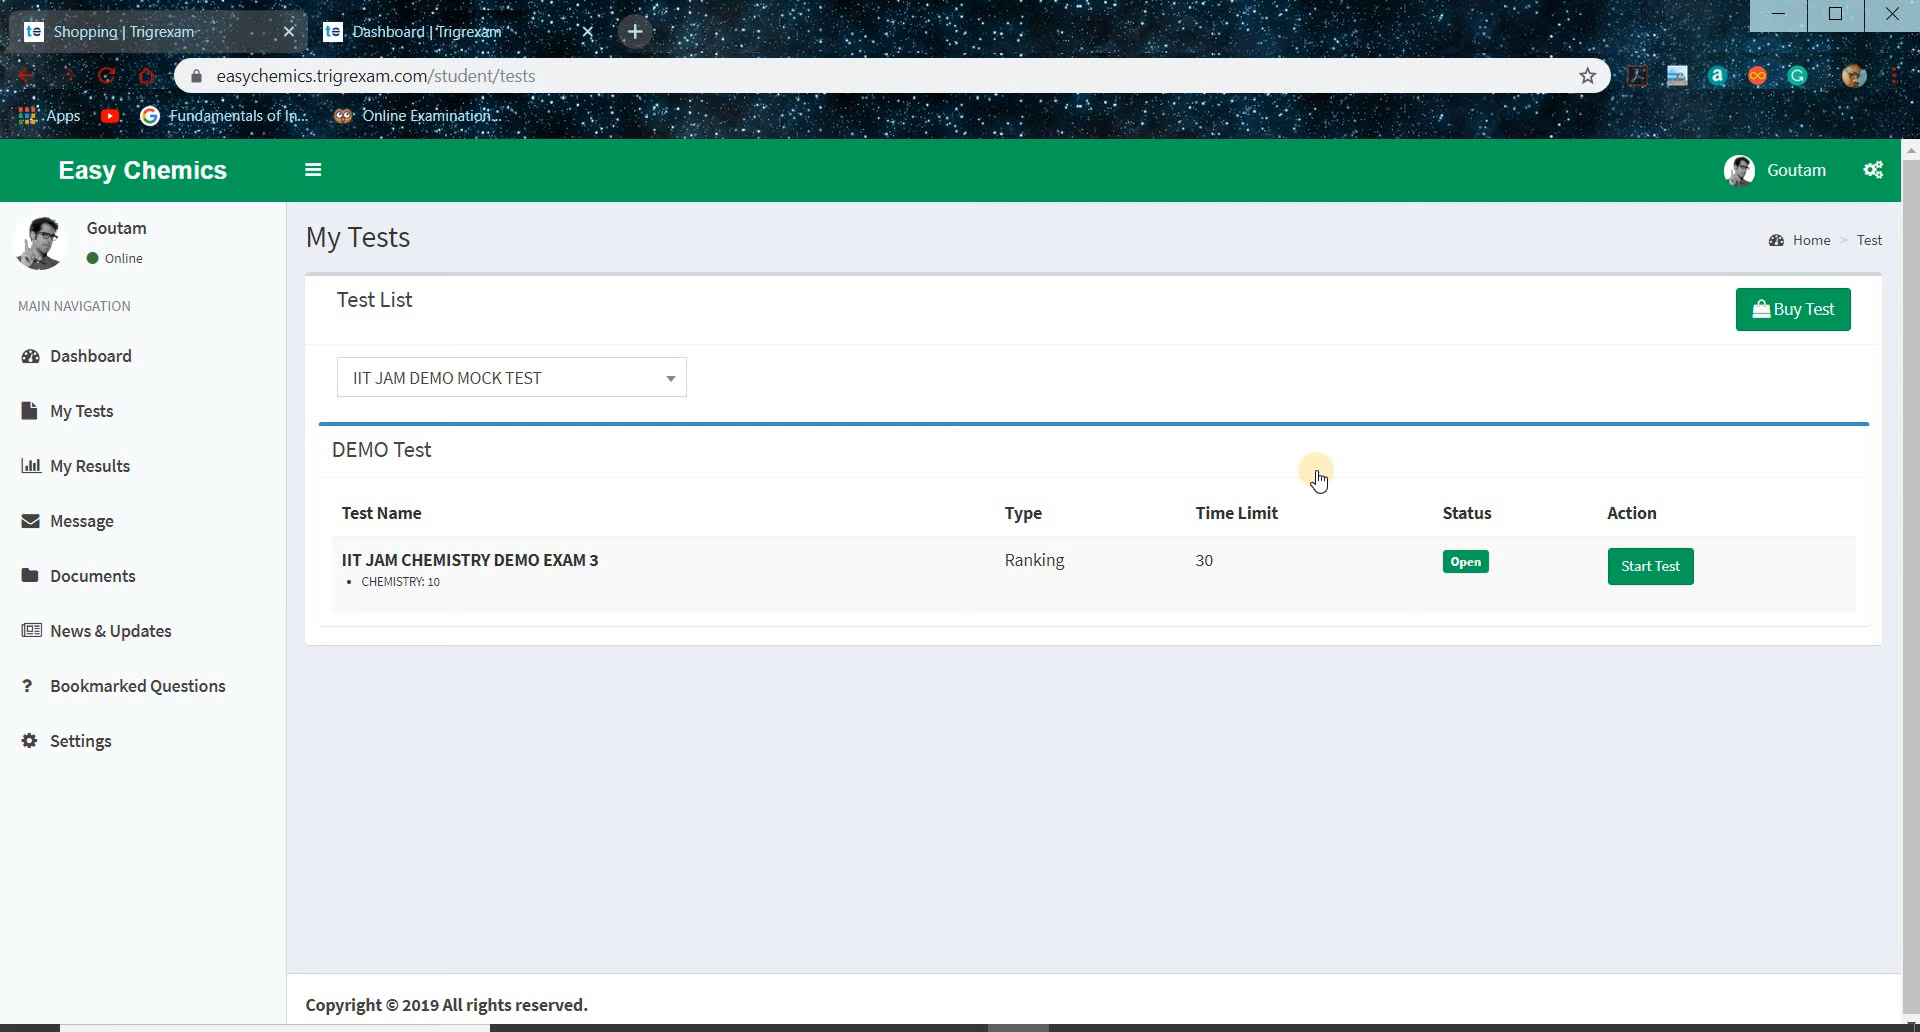 Shopping | Trigrexam
Dashboard | Trigrexam
easychemics.trigrexam.com/student/tests
Apps
Fundamentals of In...
Online Examination...
Easy Chemics
Goutam
Goutam
Online
My Tests
Home > Test
MAIN NAVIGATION
Test List
Buy Test
Dashboard
IIT JAM DEMO MOCK TEST
My Tests
DEMO Test
My Results
Test Name Type Time Limit Status Action
Message
IIT JAM CHEMISTRY DEMO EXAM 3 Ranking 30 Open Start Test
• CHEMISTRY: 10
Documents
News & Updates
Bookmarked Questions
Settings
Copyright © 2019 All rights reserved.